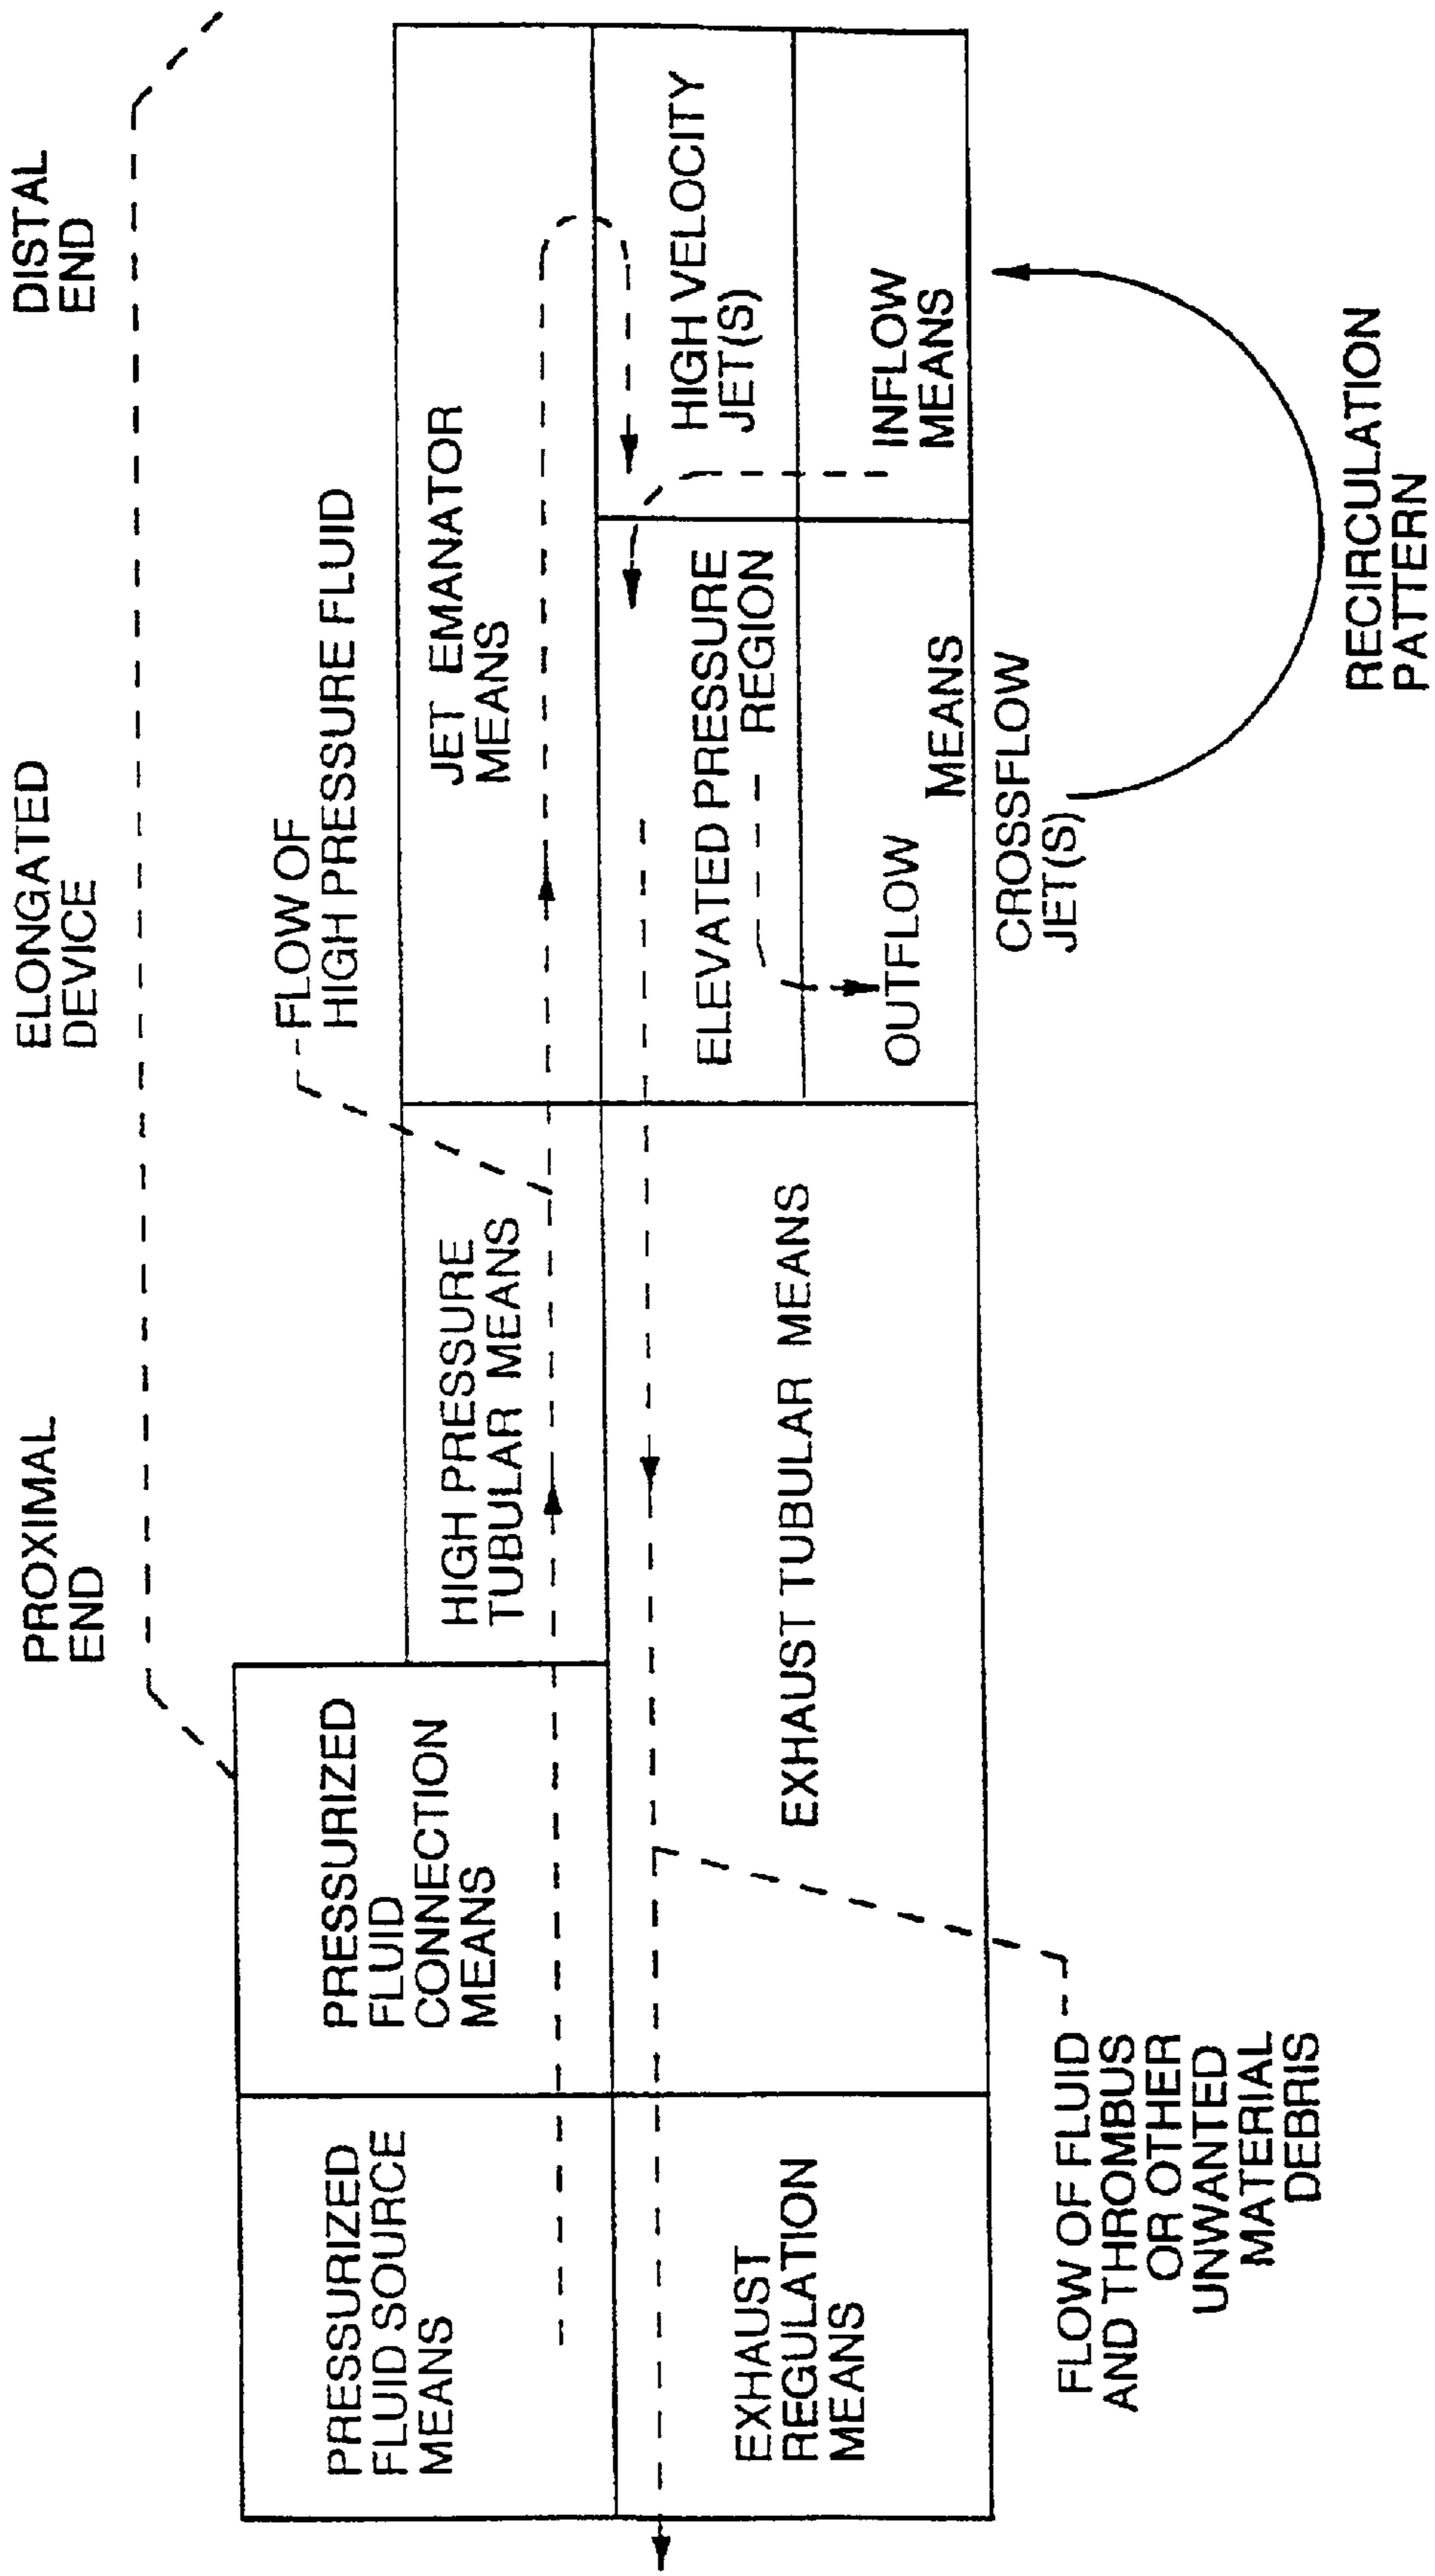 PROXIMAL
END
ELONGATED
DEVICE
DISTAL
END
FLOW OF
HIGH PRESSURE FLUID
PRESSURIZED
FLUID SOURCE
MEANS
PRESSURIZED
FLUID
CONNECTION
MEANS
HIGH PRESSURE
TUBULAR MEANS
JET EMANATOR
MEANS
HIGH VELOCITY
JET(S)
ELEVATED PRESSURE
REGION
INFLOW
MEANS
OUTFLOW
MEANS
EXHAUST
REGULATION
MEANS
EXHAUST TUBULAR MEANS
CROSSFLOW
JET(S)
FLOW OF FLUID
AND THROMBUS
OR OTHER
UNWANTED
MATERIAL
DEBRIS
RECIRCULATION
PATTERN